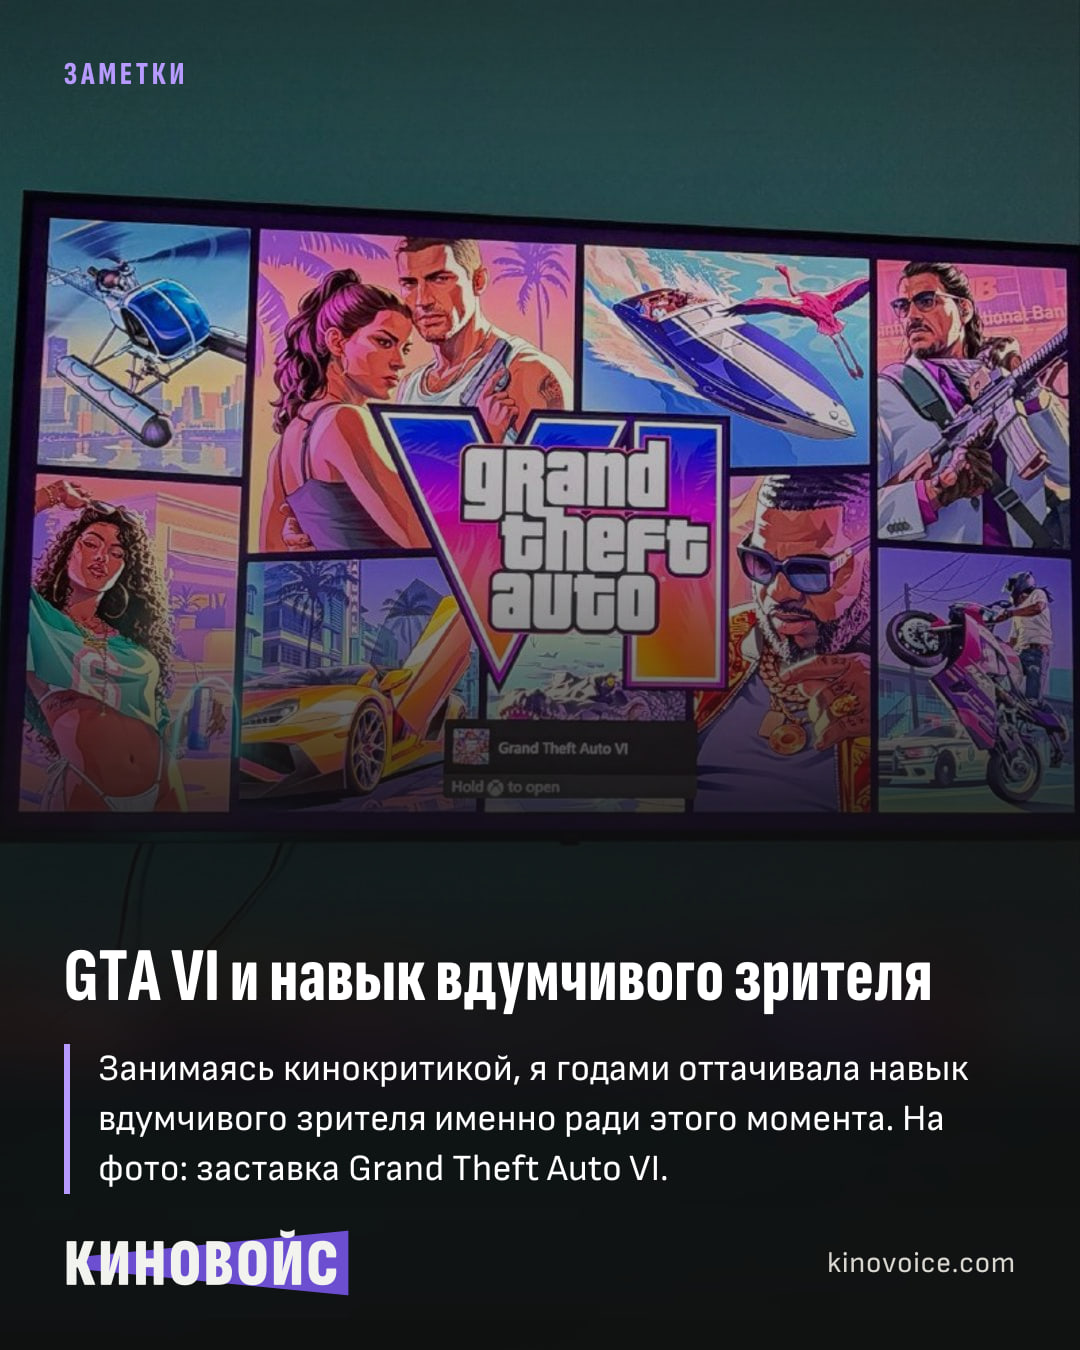 ЗАМЕТКИ
tional Ban
VI
grand
theft
auto
Grand Theft Auto VI
Hold to open
GTA VI и навык вдумчивого зрителя
Занимаясь кинокритикой, я годами оттачивала навык
вдумчивого зрителя именно ради этого момента. На
фото: заставка Grand Theft Auto VI.
КИНОВОЙС
kinovoice.com